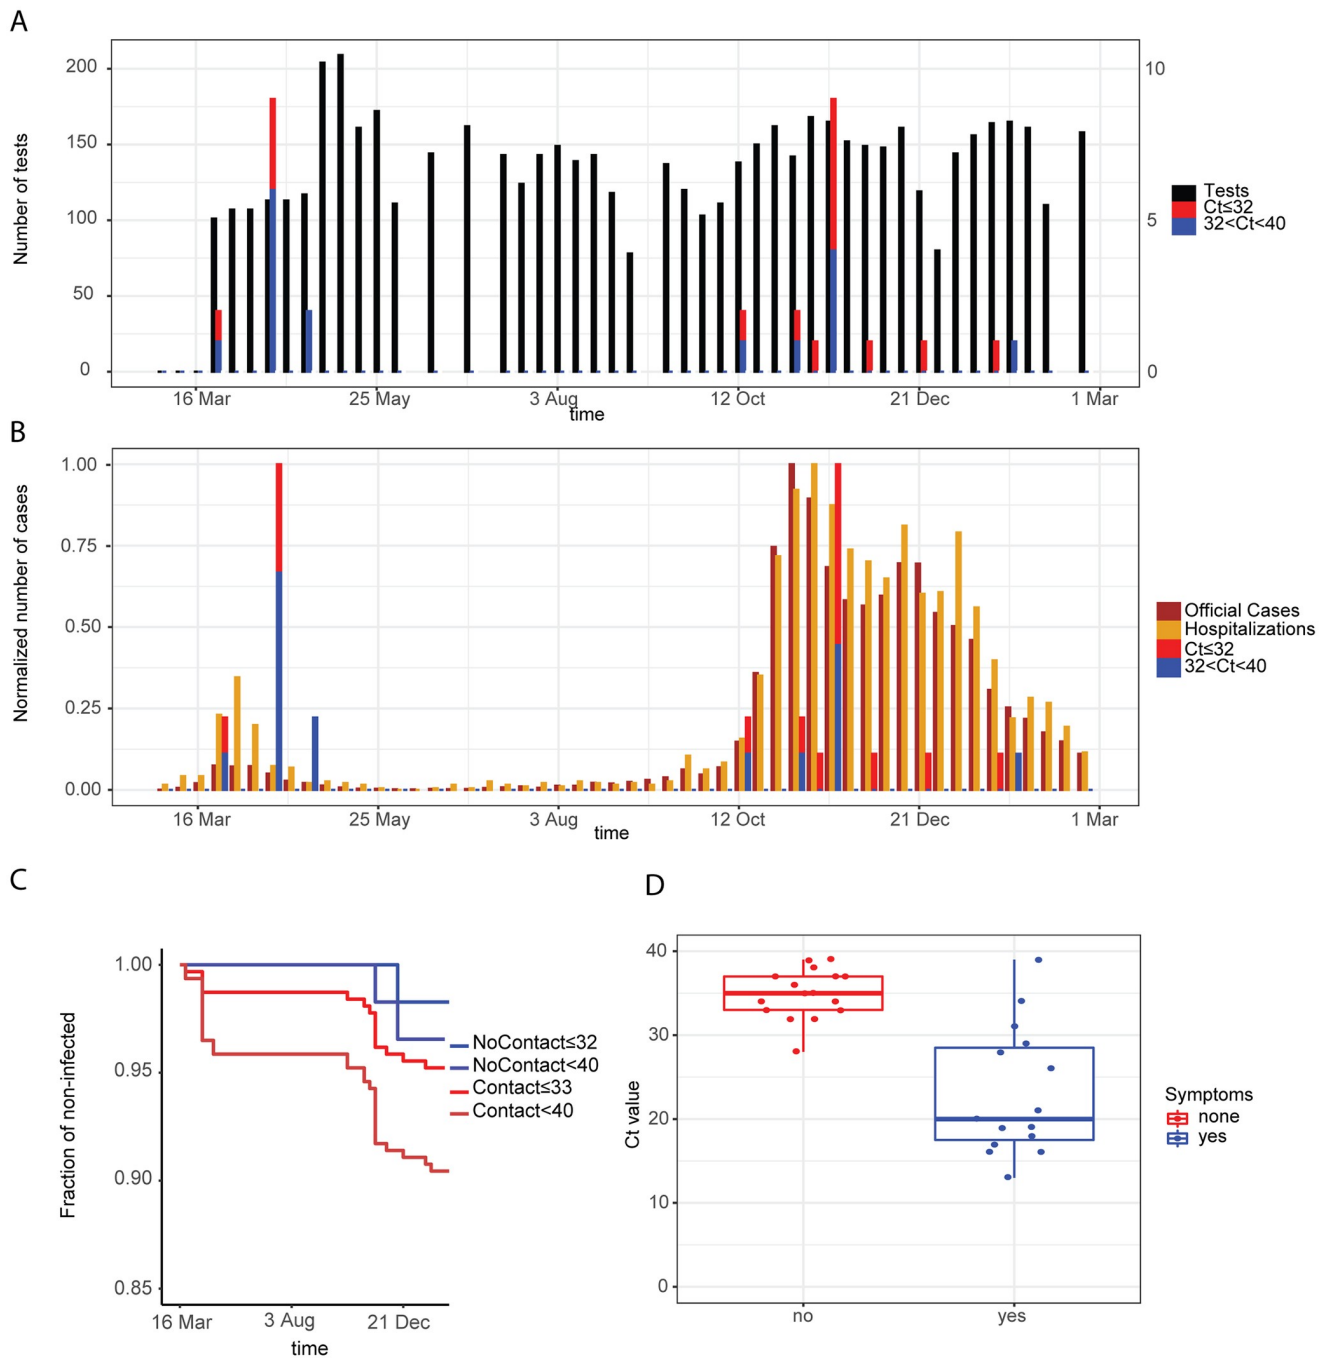 A
200
150
100
50
0
Number of tests
10
5
0
16 Mar
25 May
3 Aug
12 Oct
21 Dec
1 Mar
time
Tests
Ct≤32
32<Ct<40
B
1.00
0.75
0.50
0.25
0.00
Normalized number of cases
16 Mar
25 May
3 Aug
12 Oct
21 Dec
1 Mar
time
Official Cases
Hospitalizations
Ct≤32
32<Ct<40
C
1.00
0.95
0.90
0.85
Fraction of non-infected
16 Mar
3 Aug
21 Dec
time
NoContact≤32
NoContact<40
Contact≤33
Contact<40
D
40
30
20
10
0
Ct value
no
yes
Symptoms
none
yes